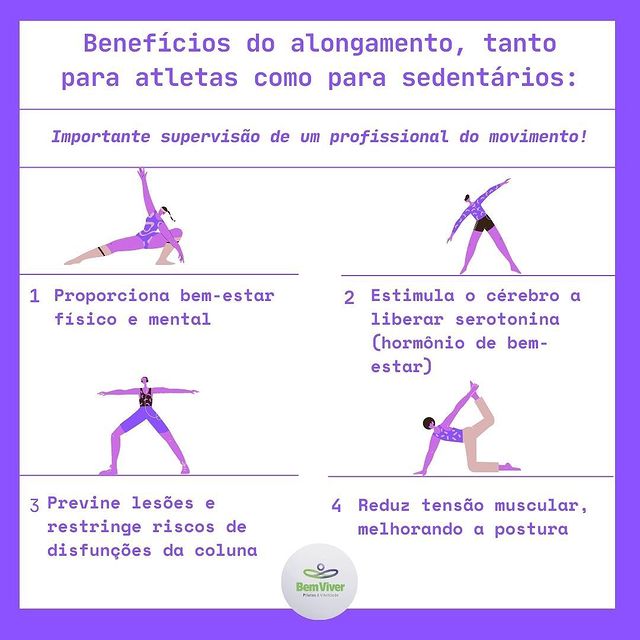 Benefícios do alongamento, tanto
para atletas como para sedentários:
Importante supervisão de um profissional do movimento!
1 Proporciona bem-estar
físico e mental
2 Estimula o cérebro a
liberar serotonina
(hormônio de bem-
estar)
3 Previne lesões e
restringe riscos de
disfunções da coluna
4 Reduz tensão muscular,
melhorando a postura
BemViver
Pilates & Vitalidade